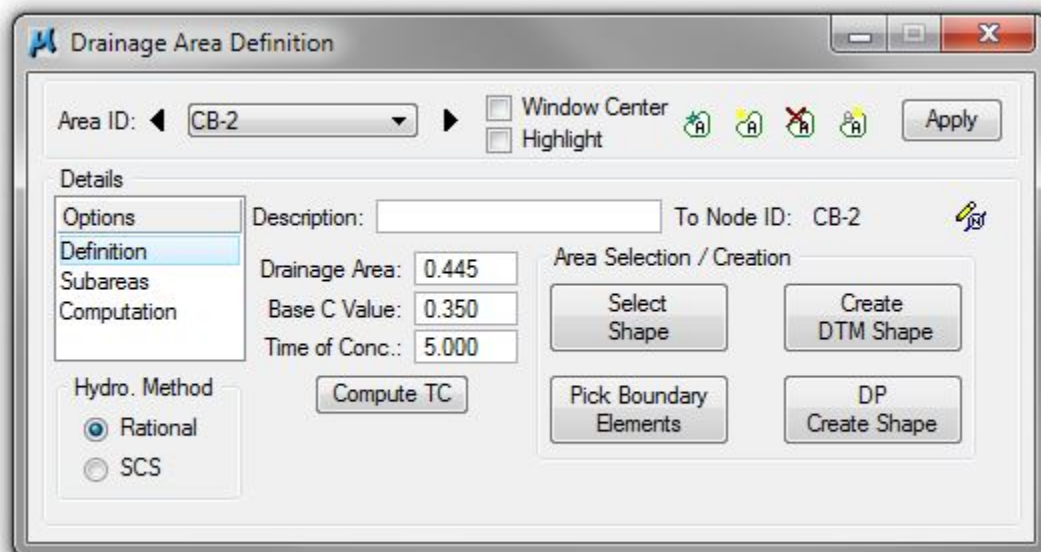 Drainage Area Definition
Area ID: CB-2
Window Center
Highlight
Apply
Details
Options
Definition
Subareas
Computation
Description:
To Node ID: CB-2
Drainage Area: 0.445
Base C Value: 0.350
Time of Conc.: 5.000
Compute TC
Area Selection / Creation
Select
Shape
Create
DTM Shape
Pick Boundary
Elements
DP
Create Shape
Hydro. Method
Rational
SCS